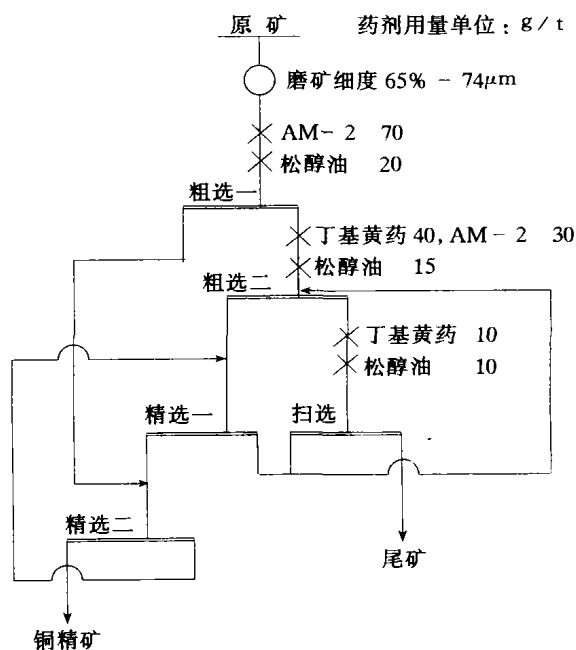 原 矿 药剂用量单位：g/t
磨矿细度 65% - 74μm
AM-2 70
松醇油 20
粗选一
丁基黄药 40, AM-2 30
松醇油 15
粗选二
丁基黄药 10
松醇油 10
精选一 扫选
精选二
尾矿
铜精矿